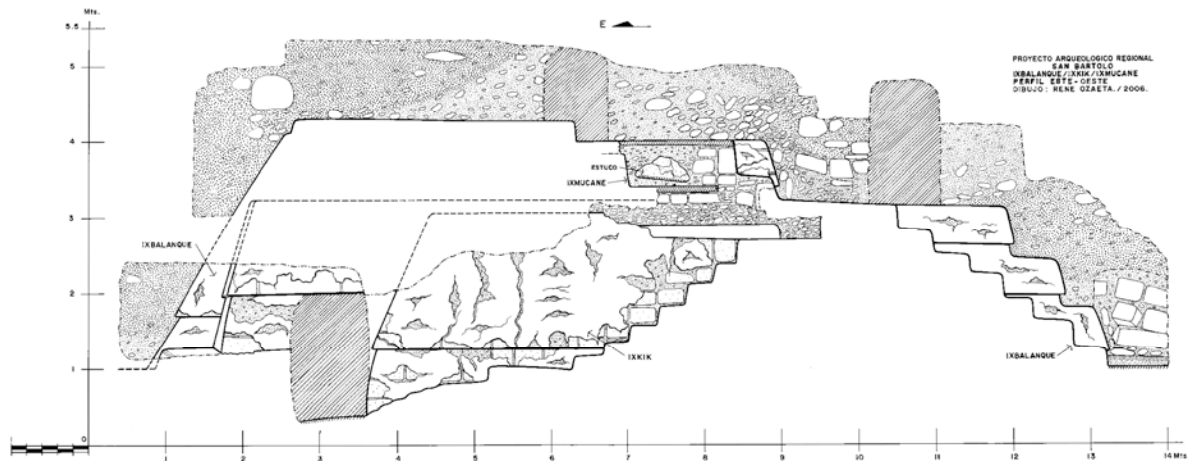 Mts.
5.5
5
4
3
2
1
0
E
PROYECTO ARQUEOLOGICO REGIONAL
SAN BARTOLO
IXBALANQUE/IXKIK/IXMUCANE
PERFIL ESTE-OESTE
DIBUJO: RENE OZAETA./2006.
ESTUCO
IXMUCANE
IXBALANQUE
IXKIK
IXBALANQUE
1 2 3 4 5 6 7 8 9 10 11 12 13 14 Mts